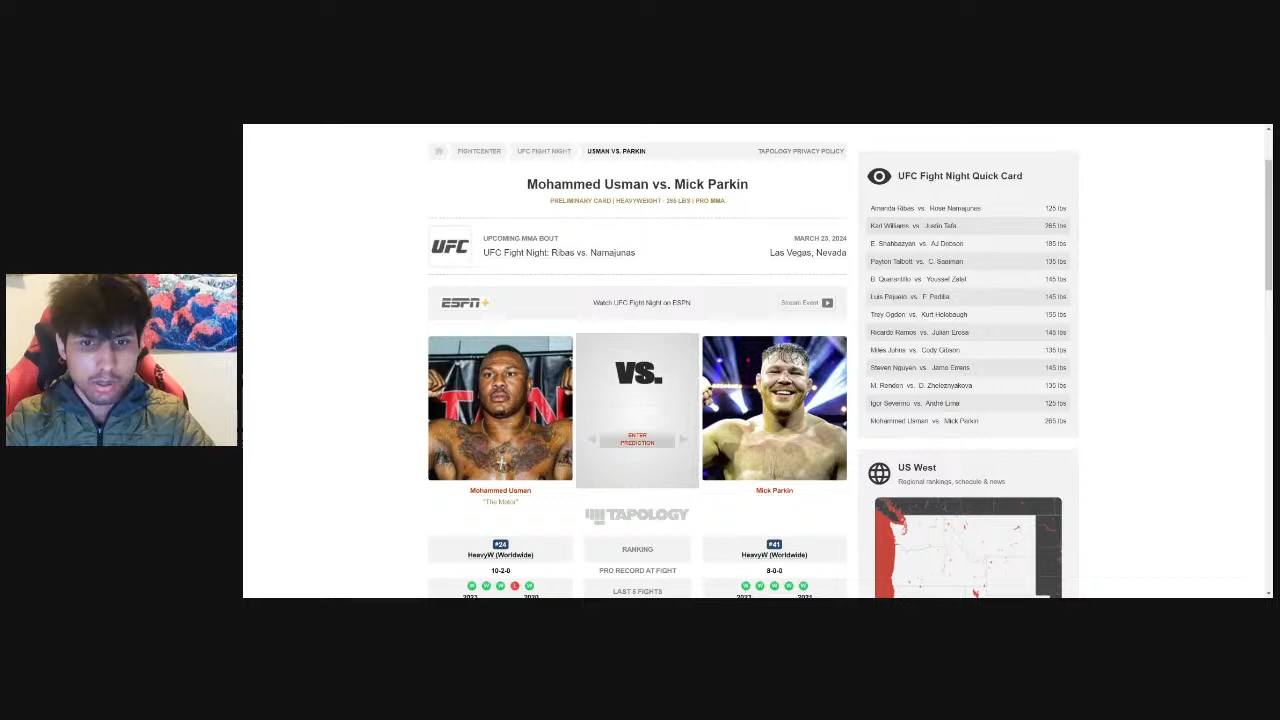 FIGHTCENTER
UFC FIGHT NIGHT
USMAN VS. PARKIN
TAPOLOGY PRIVACY POLICY
Mohammed Usman vs. Mick Parkin
PRELIMINARY CARD | HEAVYWEIGHT · 265 LBS | PRO MMA
UFC
UPCOMING MMA BOUT
MARCH 23, 2024
UFC Fight Night: Ribas vs. Namajunas
Las Vegas, Nevada
ESPN+
Watch UFC Fight Night on ESPN
Stream Event
VS.
ENTER
PREDICTION
Mohammed Usman
"The Motor"
Mick Parkin
TAPOLOGY
#24
HeavyW (Worldwide)
RANKING
#41
HeavyW (Worldwide)
10-2-0
PRO RECORD AT FIGHT
8-0-0
W W W L W
LAST 5 FIGHTS
W W W W W
2023 2020
2023 2021
UFC Fight Night Quick Card
Amanda Ribas vs. Rose Namajunas 125 lbs
Karl Williams vs. Justin Tafa 265 lbs
E. Shahbazyan vs. AJ Dobson 185 lbs
Payton Talbott vs. C. Saaiman 135 lbs
B. Quarantillo vs. Youssef Zalal 145 lbs
Luis Pajuelo vs. F. Padilla 145 lbs
Trey Ogden vs. Kurt Holobaugh 155 lbs
Ricardo Ramos vs. Julian Erosa 145 lbs
Miles Johns vs. Cody Gibson 135 lbs
Steven Nguyen vs. Jarno Errens 145 lbs
M. Rendon vs. D. Zheleznyakova 135 lbs
Igor Severino vs. André Lima 125 lbs
Mohammed Usman vs. Mick Parkin 265 lbs
US West
Regional rankings, schedule & news